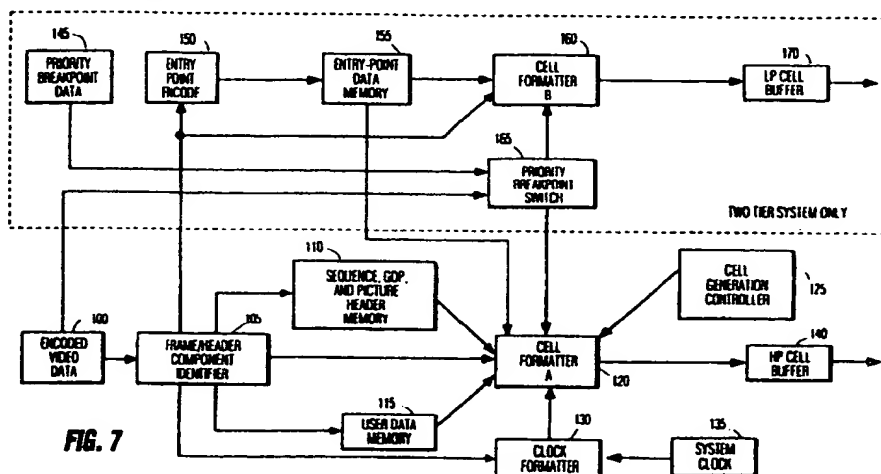 145
PRIORITY
BREAKPOINT
DATA
150
ENTRY
POINT
ENCODE
155
ENTRY-POINT
DATA
MEMORY
160
CELL
FORMATTER
B
170
LP CELL
BUFFER
165
PRIORITY
BREAKPOINT
SWITCH
TWO TIER SYSTEM ONLY
110
SEQUENCE, GOP,
AND PICTURE
HEADER
MEMORY
CELL
GENERATION
CONTROLLER
125
100
ENCODED
VIDEO
DATA
105
FRAME/HEADER
COMPONENT
IDENTIFIER
CELL
FORMATTER
A
120
140
HP CELL
BUFFER
115
USER DATA
MEMORY
130
CLOCK
FORMATTER
135
SYSTEM
CLOCK
FIG. 7